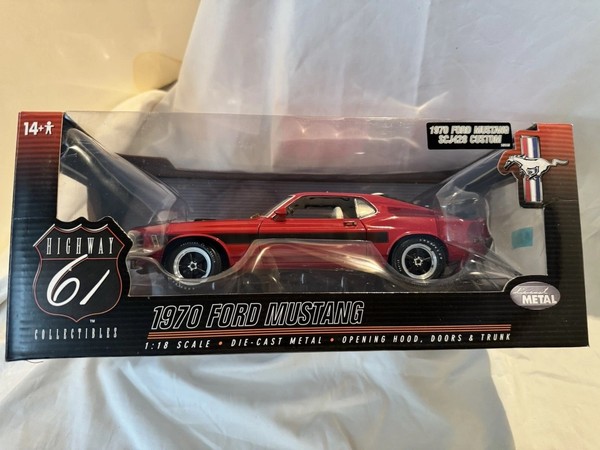 14+
1970 FORD MUSTANG
SCJ428 CUSTOM
HIGHWAY
61
™
COLLECTIBLES
METAL
1970 FORD MUSTANG
1:18 SCALE • DIE-CAST METAL • OPENING HOOD, DOORS & TRUNK